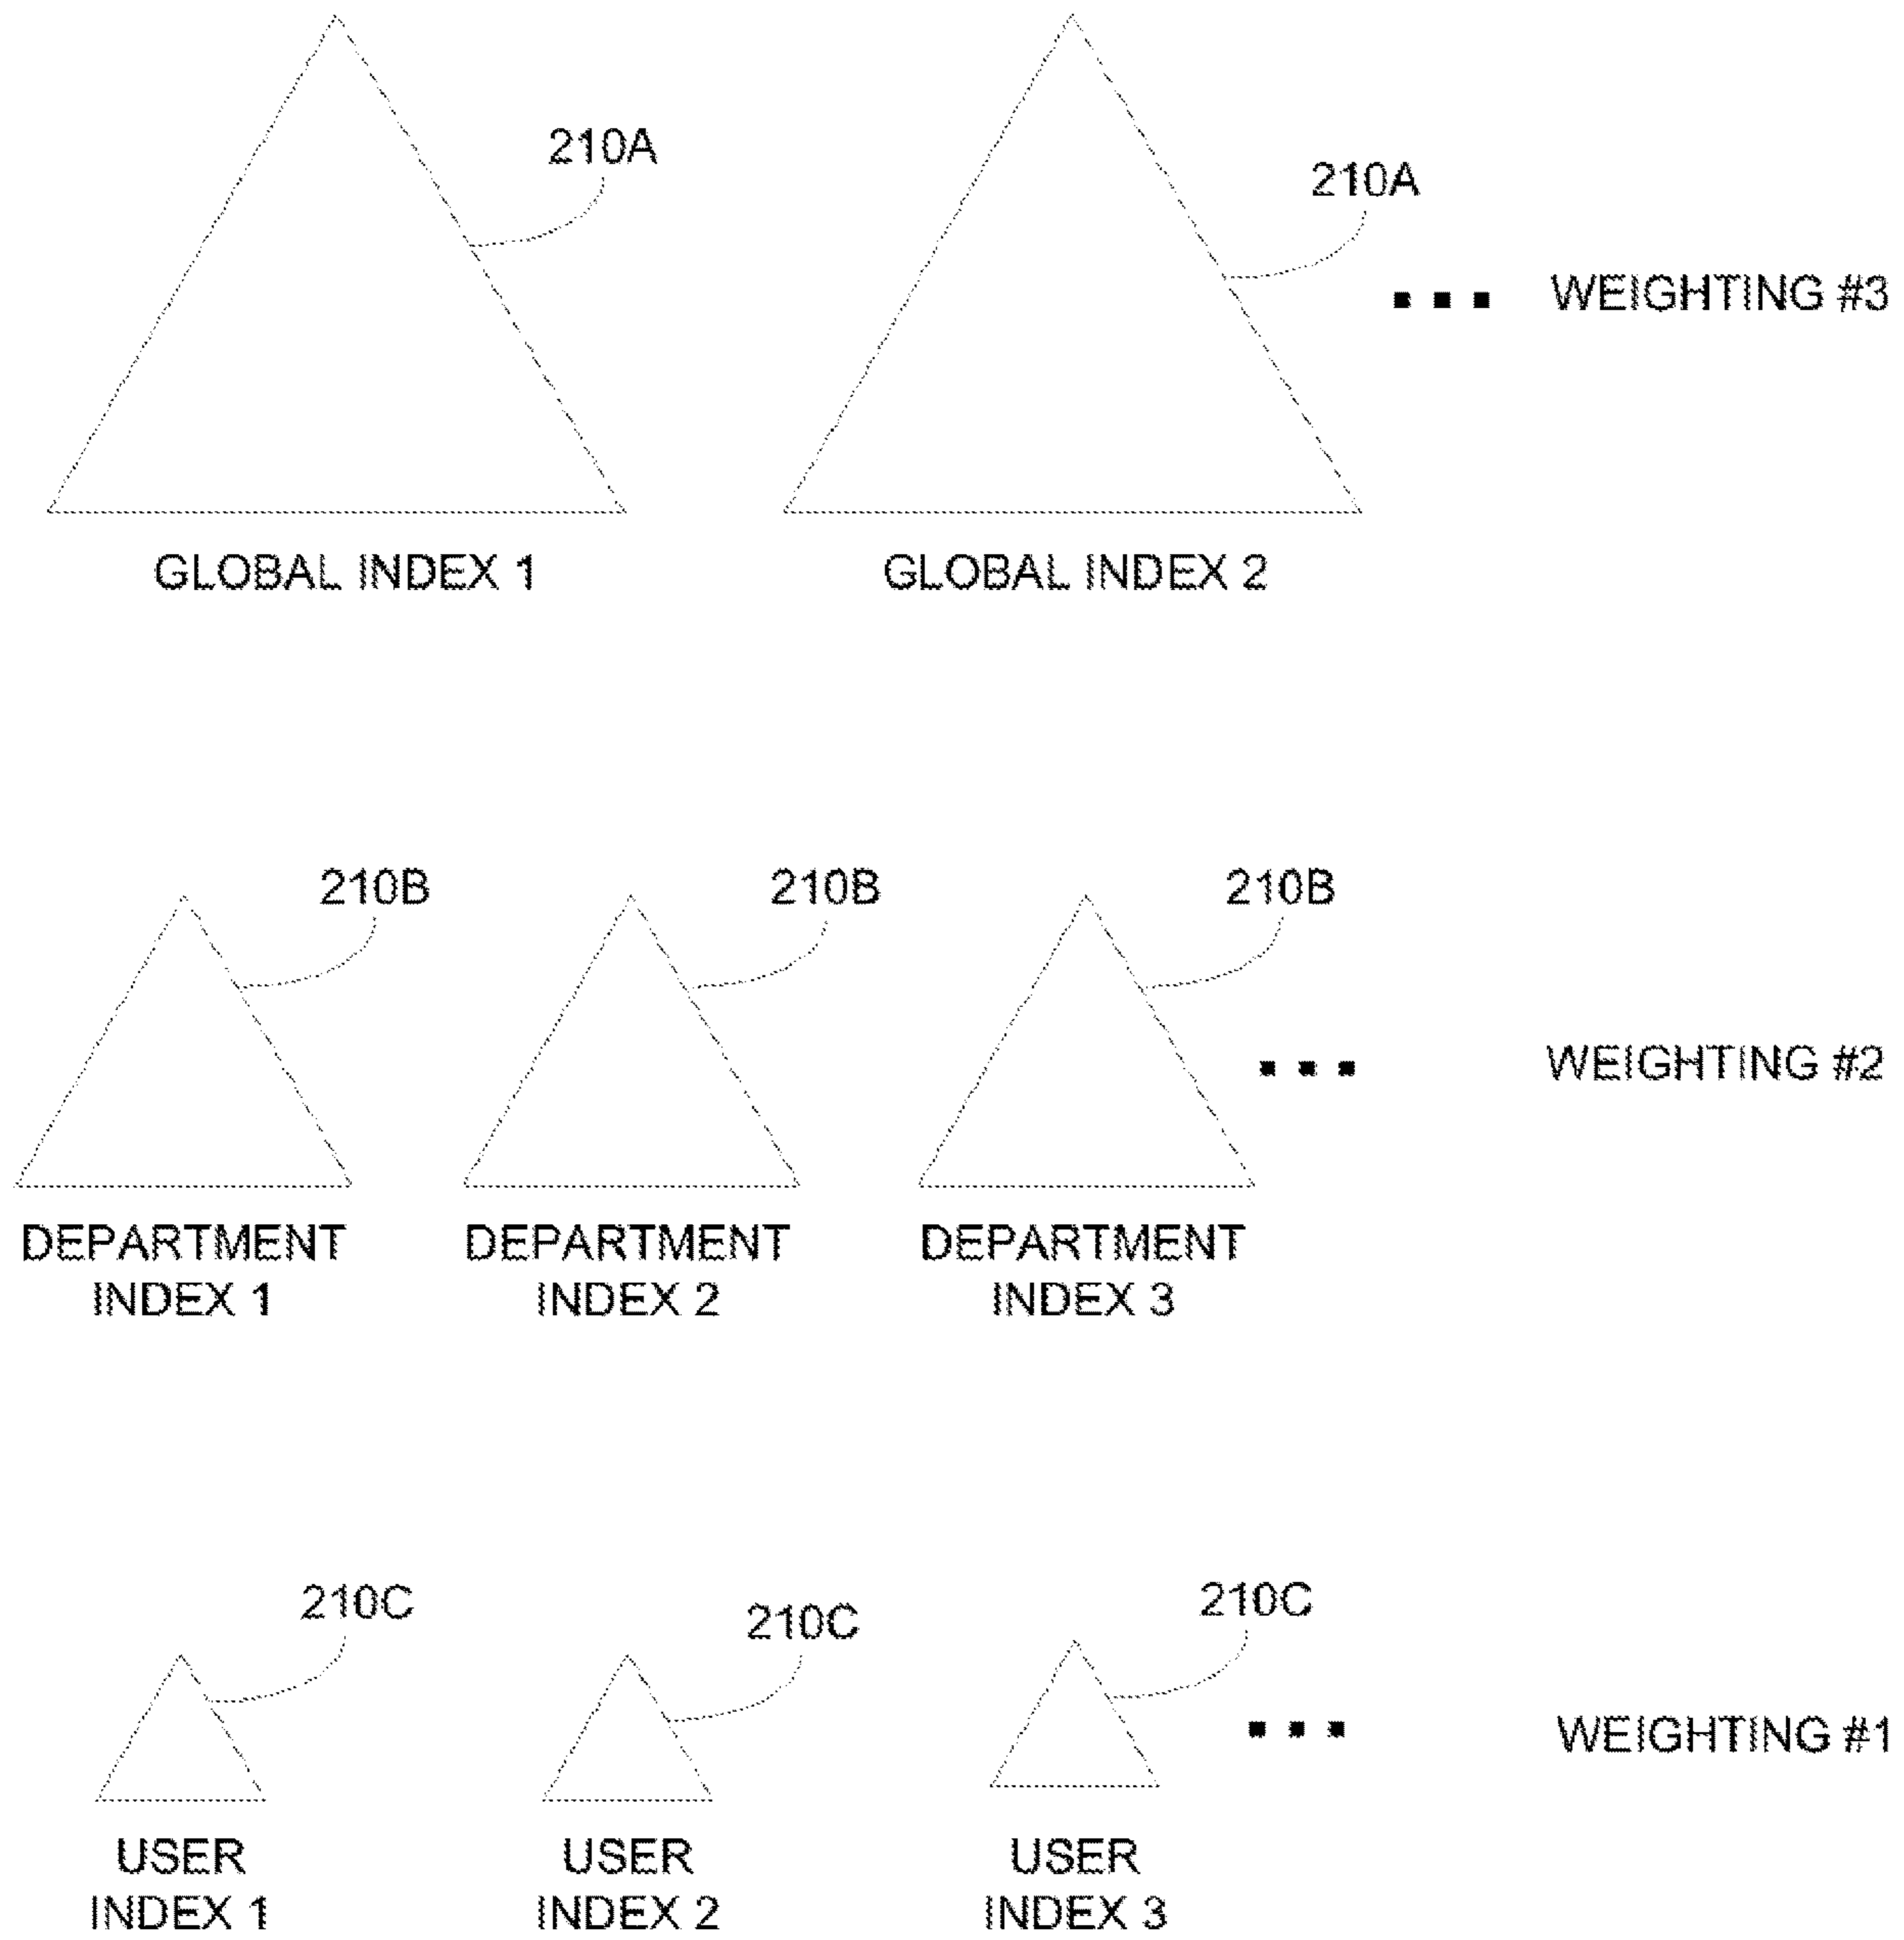 210A
210A
WEIGHTING #3
GLOBAL INDEX 1
GLOBAL INDEX 2
210B
210B
210B
WEIGHTING #2
DEPARTMENT
INDEX 1
DEPARTMENT
INDEX 2
DEPARTMENT
INDEX 3
210C
210C
210C
WEIGHTING #1
USER
INDEX 1
USER
INDEX 2
USER
INDEX 3